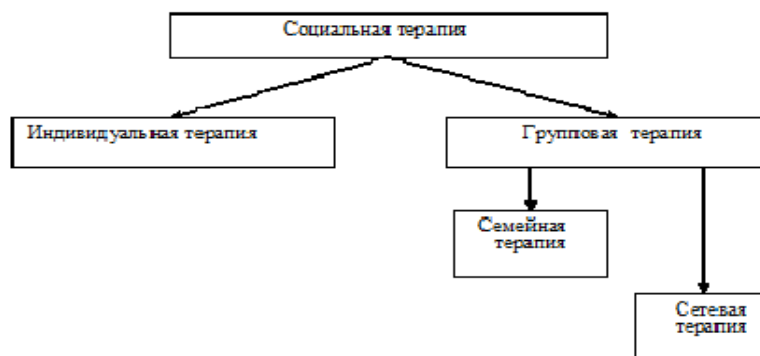 Социальная терапия
Индивидуальная терапия
Групповая терапия
Семейная
терапия
Сетевая
терапия